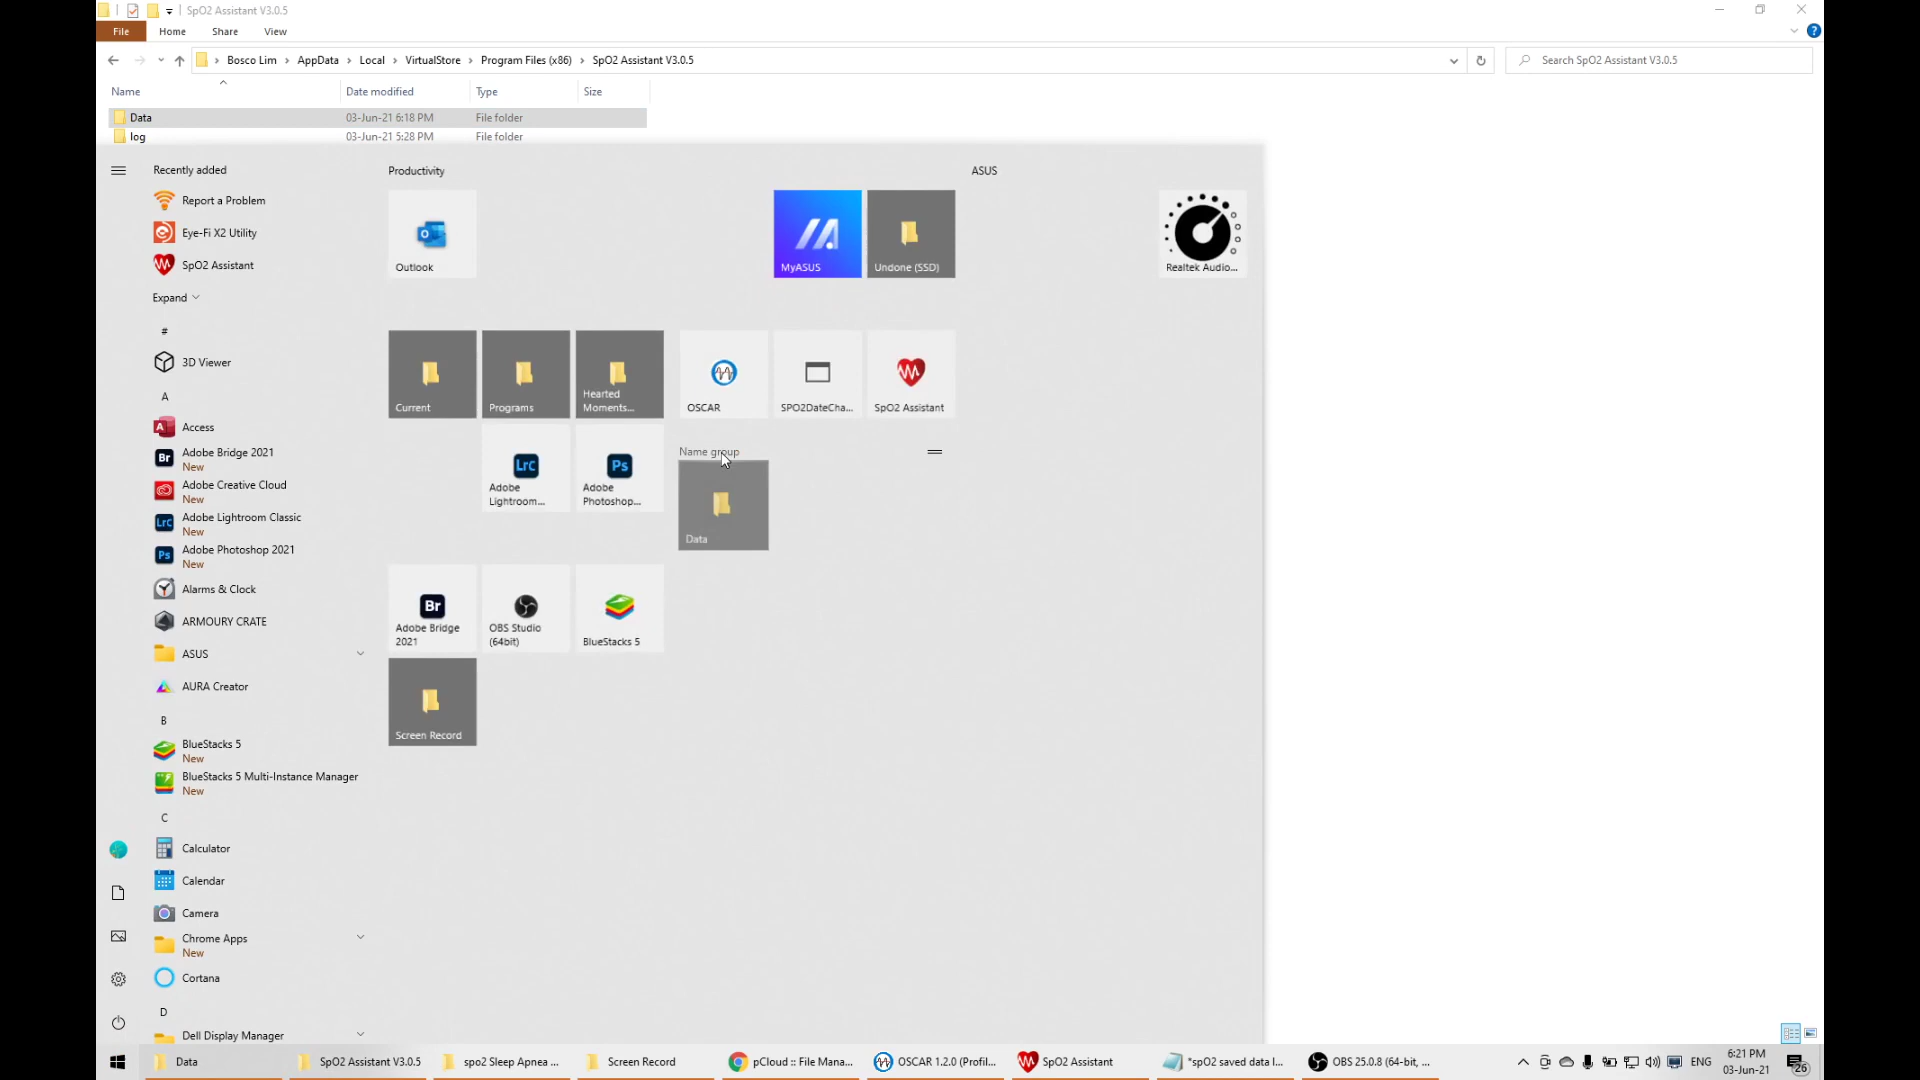 SpO2 Assistant V3.0.5
File Home Share View
Bosco Lim > AppData > Local > VirtualStore > Program Files (x86) > SpO2 Assistant V3.0.5
Search SpO2 Assistant V3.0.5
Name Date modified Type Size
Data 03-Jun-21 6:18 PM File folder
log 03-Jun-21 5:28 PM File folder
Recently added
Report a Problem
Eye-Fi X2 Utility
SpO2 Assistant
Expand
#
3D Viewer
A
Access
Adobe Bridge 2021
New
Adobe Creative Cloud
New
Adobe Lightroom Classic
New
Adobe Photoshop 2021
New
Alarms & Clock
ARMOURY CRATE
ASUS
AURA Creator
B
BlueStacks 5
New
BlueStacks 5 Multi-Instance Manager
New
C
Calculator
Calendar
Camera
Chrome Apps
New
Cortana
D
Dell Display Manager
Productivity
Outlook
MyASUS
Undone (SSD)
ASUS
Realtek Audio...
Current
Programs
Hearted
Moments...
OSCAR
SPO2DateCha...
SpO2 Assistant
Adobe
Lightroom...
Adobe
Photoshop...
Name group
Data
Adobe Bridge
2021
OBS Studio
(64bit)
BlueStacks 5
Screen Record
Data
SpO2 Assistant V3.0.5
spo2 Sleep Apnea ...
Screen Record
pCloud :: File Mana...
OSCAR 1.2.0 (Profil...
SpO2 Assistant
*spO2 saved data l...
OBS 25.0.8 (64-bit, ...
ENG
6:21 PM
03-Jun-21
26